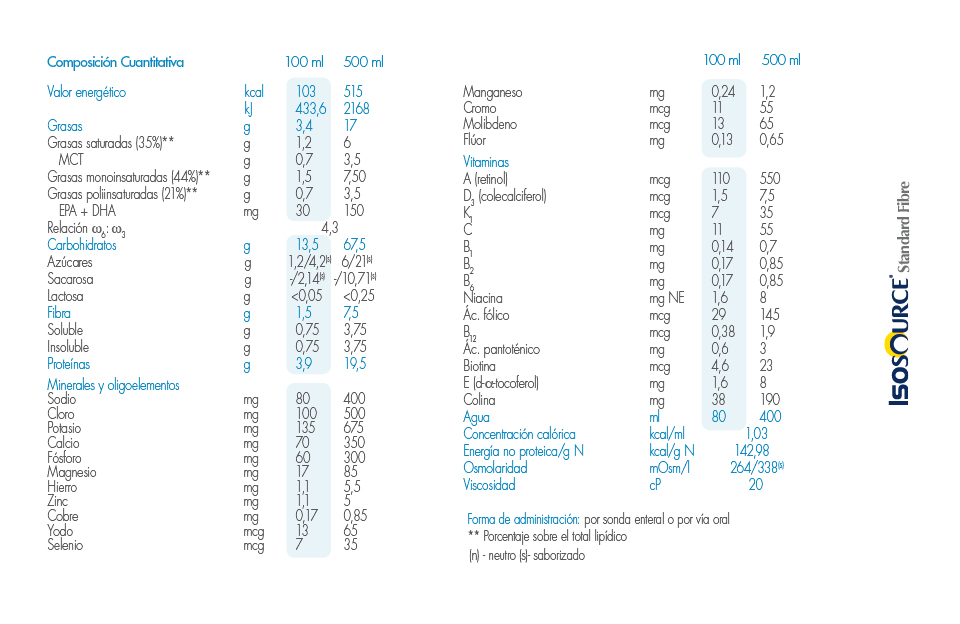 Composición Cuantitativa 100 ml 500 ml
Valor energético kcal 103 515
kJ 433,6 2168
Grasas g 3,4 17
Grasas saturadas (35%)** g 1,2 6
MCT g 0,7 3,5
Grasas monoinsaturadas (44%)** g 1,5 7,50
Grasas poliinsaturadas (21%)** g 0,7 3,5
EPA + DHA mg 30 150
Relación ω6: ω3 4,3
Carbohidratos g 13,5 67,5
Azúcares g 1,2/4,2(s) 6/21(s)
Sacarosa g -/2,14(s) -/10,71(s)
Lactosa g <0,05 <0,25
Fibra g 1,5 7,5
Soluble g 0,75 3,75
Insoluble g 0,75 3,75
Proteínas g 3,9 19,5
Minerales y oligoelementos
Sodio mg 80 400
Cloro mg 100 500
Potasio mg 135 675
Calcio mg 70 350
Fósforo mg 60 300
Magnesio mg 17 85
Hierro mg 1,1 5,5
Zinc mg 1,1 5
Cobre mg 0,17 0,85
Yodo mcg 13 65
Selenio mcg 7 35
100 ml 500 ml
Manganeso mg 0,24 1,2
Cromo mcg 11 55
Molibdeno mcg 13 65
Flúor mg 0,13 0,65
Vitaminas
A (retinol) mcg 110 550
D3 (colecalciferol) mcg 1,5 7,5
K1 mcg 7 35
C mg 11 55
B1 mg 0,14 0,7
B2 mg 0,17 0,85
B6 mg 0,17 0,85
Niacina mg NE 1,6 8
Ác. fólico mcg 29 145
B12 mcg 0,38 1,9
Ác. pantoténico mg 0,6 3
Biotina mcg 4,6 23
E (d-α-tocoferol) mg 1,6 8
Colina mg 38 190
Agua ml 80 400
Concentración calórica kcal/ml 1,03
Energía no proteica/g N kcal/g N 142,98
Osmolaridad mOsm/l 264/338(s)
Viscosidad cP 20
Forma de administración: por sonda enteral o por vía oral
** Porcentaje sobre el total lipídico
(n) - neutro (s)- saborizado
ISOSOURCE® Standard Fibre